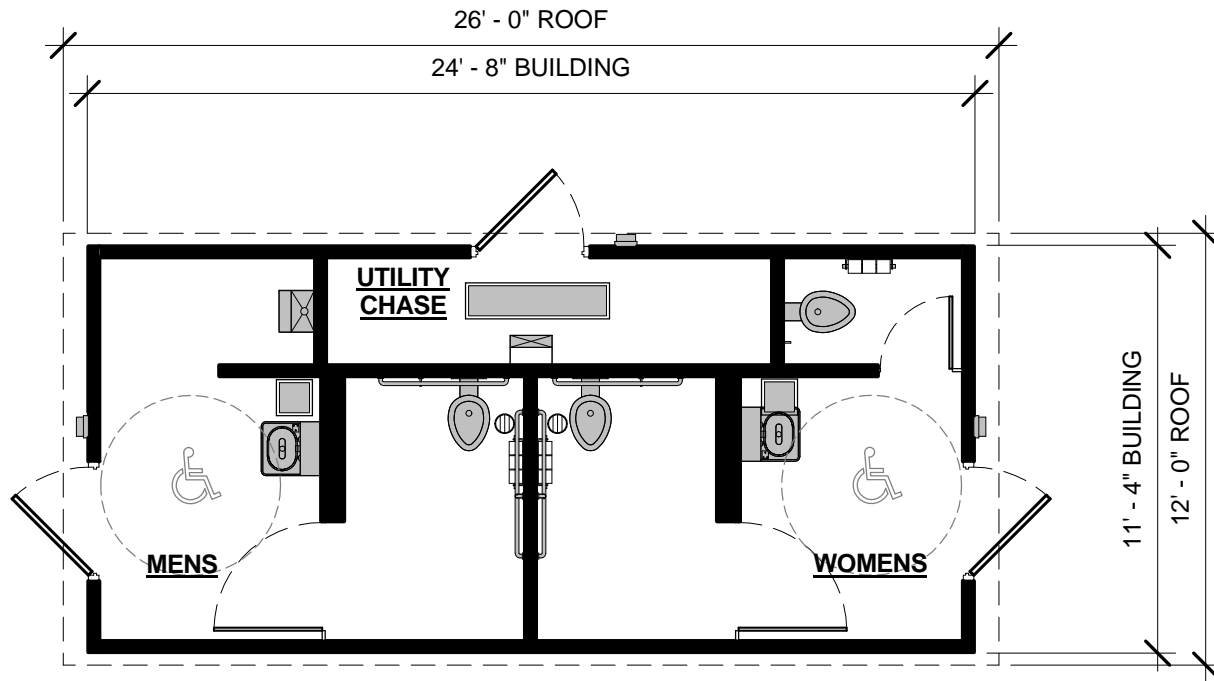 26' - 0" ROOF
24' - 8" BUILDING
UTILITY
CHASE
11' - 4" BUILDING
12' - 0" ROOF
MENS
WOMENS